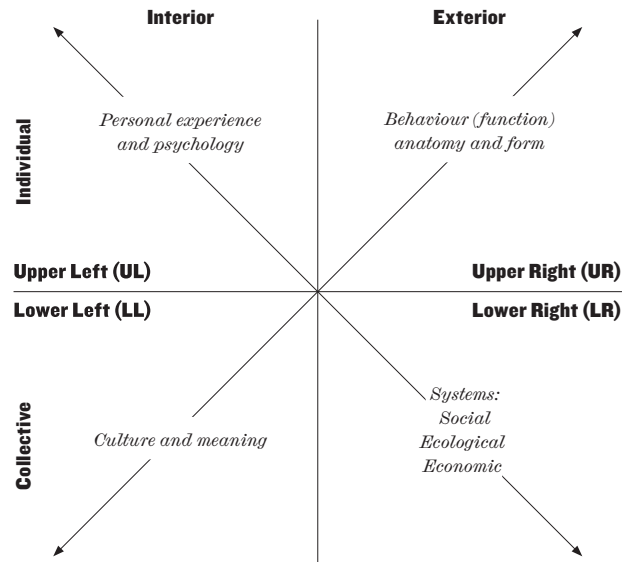 Interior
Exterior
Individual
Personal experience
and psychology
Behaviour (function)
anatomy and form
Upper Left (UL)
Upper Right (UR)
Lower Left (LL)
Lower Right (LR)
Collective
Culture and meaning
Systems:
Social
Ecological
Economic